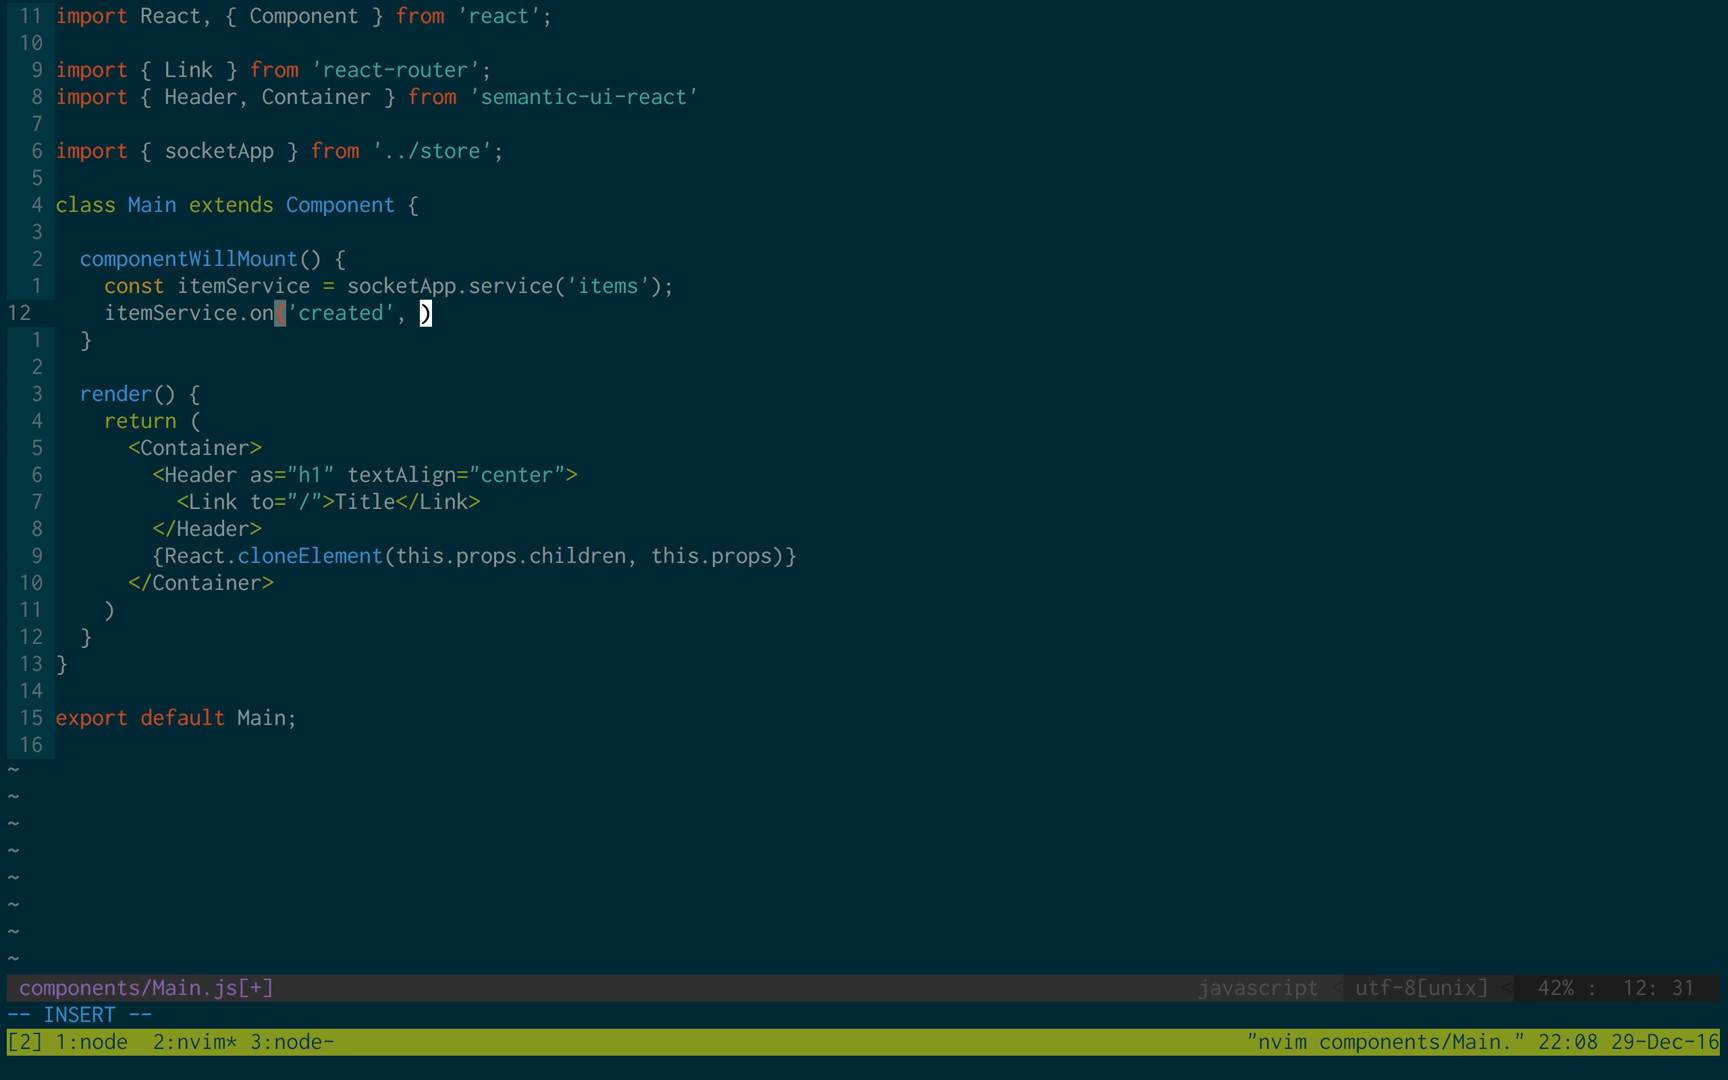 11 import React, { Component } from 'react';
10
9 import { Link } from 'react-router';
8 import { Header, Container } from 'semantic-ui-react'
7
6 import { socketApp } from '../store';
5
4 class Main extends Component {
3
2   componentWillMount() {
1     const itemService = socketApp.service('items');
12     itemService.on('created', )
1   }
2
3   render() {
4     return (
5       <Container>
6         <Header as="h1" textAlign="center">
7           <Link to="/">Title</Link>
8         </Header>
9         {React.cloneElement(this.props.children, this.props)}
10       </Container>
11     )
12   }
13 }
14
15 export default Main;
16
~
~
~
~
~
~
~
~
components/Main.js[+] javascript < utf-8[unix] < 42% : 12: 31
-- INSERT --
[2] 1:node  2:nvim* 3:node- "nvim components/Main." 22:08 29-Dec-16